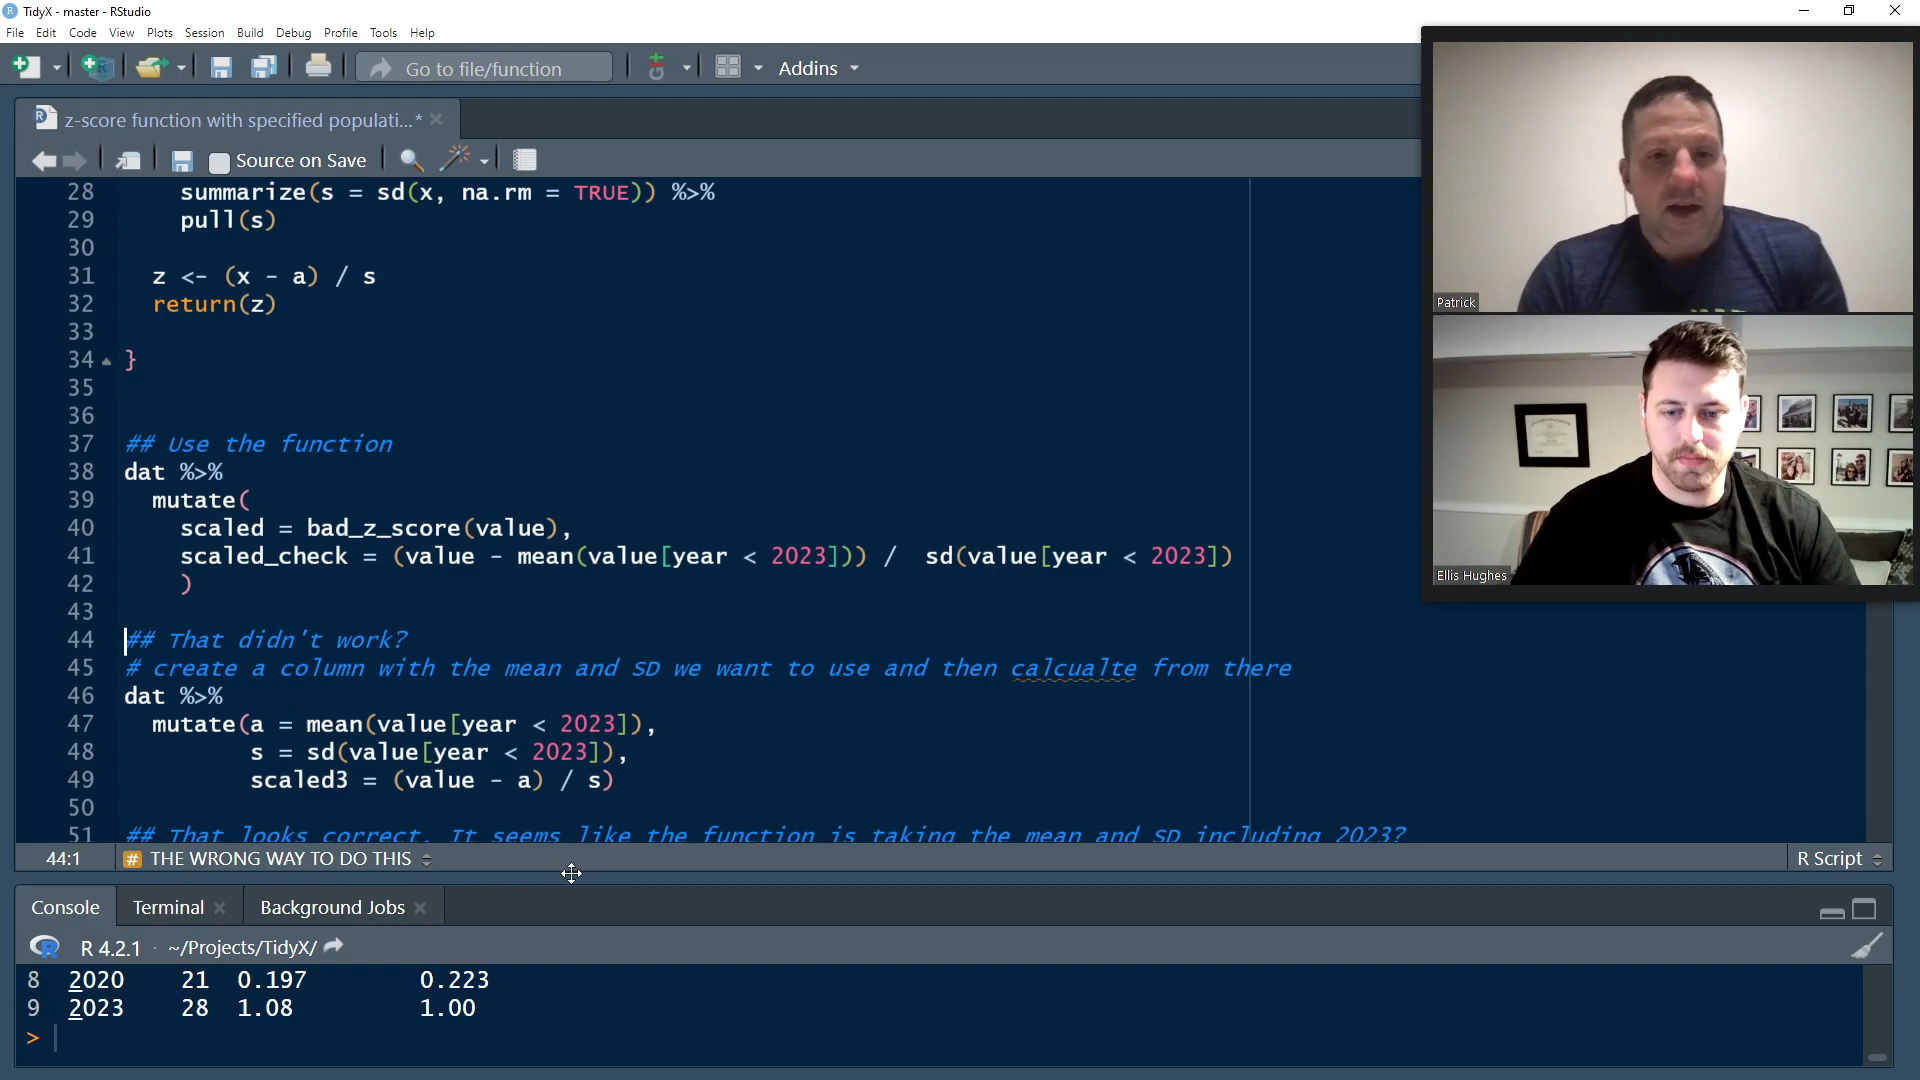 TidyX - master - RStudio
File Edit Code View Plots Session Build Debug Profile Tools Help
Go to file/function Addins
z-score function with specified populati...*
Source on Save
28 summarize(s = sd(x, na.rm = TRUE)) %>%
29 pull(s)
30
31 z <- (x - a) / s
32 return(z)
33
34 }
35
36
37 ## Use the function
38 dat %>%
39 mutate(
40 scaled = bad_z_score(value),
41 scaled_check = (value - mean(value[year < 2023])) / sd(value[year < 2023])
42 )
43
44 ## That didn't work?
45 # create a column with the mean and SD we want to use and then calcualte from there
46 dat %>%
47 mutate(a = mean(value[year < 2023]),
48 s = sd(value[year < 2023]),
49 scaled3 = (value - a) / s)
50
51 ## That looks correct. It seems like the function is taking the mean and SD including 2023?
44:1 # THE WRONG WAY TO DO THIS R Script
Console Terminal Background Jobs
R 4.2.1 · ~/Projects/TidyX/
8 2020 21 0.197 0.223
9 2023 28 1.08 1.00
>
Patrick
Ellis Hughes